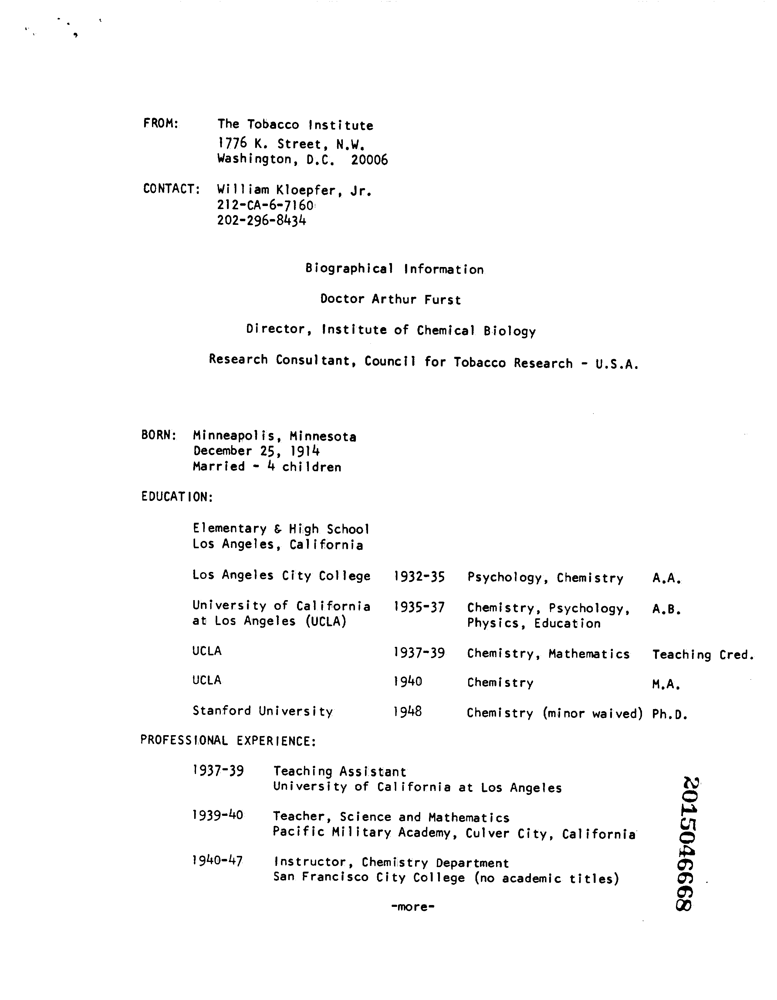 FROM: The Tobacco Institute
1776 K. Street, N.W.
Washington, D.C. 20006
CONTACT: William Kloepfer, Jr.
212-CA-6-7160
202-296-8434
Biographical Information
Doctor Arthur Furst
Director, Institute of Chemical Biology
Research Consultant, Council for Tobacco Research - U.S.A.
BORN: Minneapolis, Minnesota
December 25, 1914
Married - 4 children
EDUCATION:
Elementary & High School
Los Angeles, California
Los Angeles City College 1932-35 Psychology, Chemistry A.A.
University of California 1935-37 Chemistry, Psychology, A.B.
at Los Angeles (UCLA) Physics, Education
UCLA 1937-39 Chemistry, Mathematics Teaching Cred.
UCLA 1940 Chemistry M.A.
Stanford University 1948 Chemistry (minor waived) Ph.D.
PROFESSIONAL EXPERIENCE:
1937-39 Teaching Assistant
University of California at Los Angeles
1939-40 Teacher, Science and Mathematics
Pacific Military Academy, Culver City, California
1940-47 Instructor, Chemistry Department
San Francisco City College (no academic titles)
-more-
2015046668